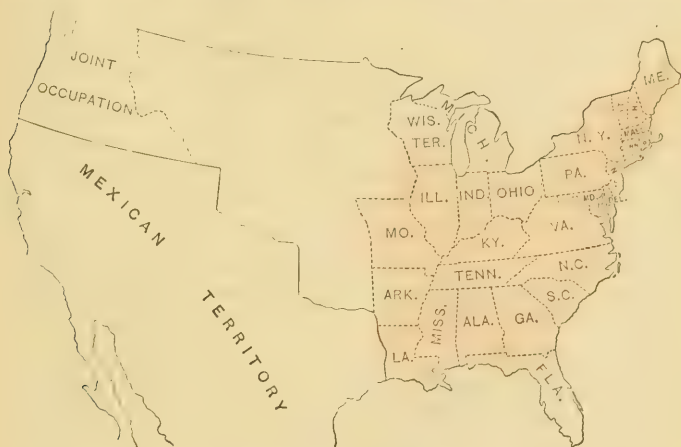 JOINT
OCCUPATION
MEXICAN
TERRITORY
WIS.
TER.
MICH.
ME.
N.Y.
PA.
ILL.
IND.
OHIO
MO.
KY.
VA.
MD.
DEL.
TENN.
N.C.
ARK.
S.C.
MISS.
ALA.
GA.
LA.
FLA.